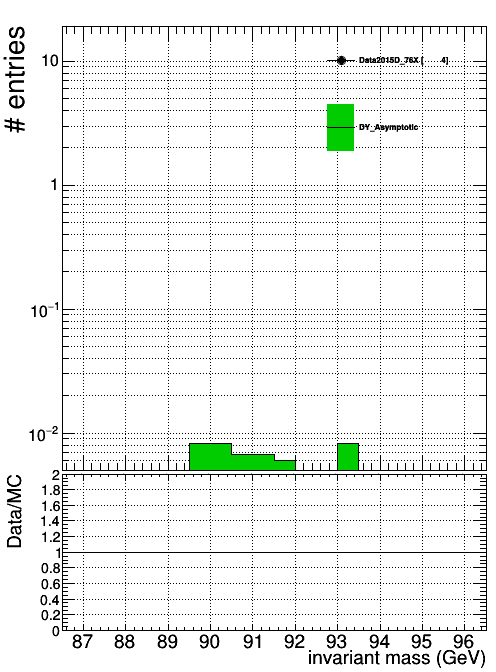 # entries
10
Data2015D_76X [ 4]
DY_Asymptotic
1
10⁻¹
10⁻²
Data/MC
2
1.8
1.6
1.4
1.2
1
0.8
0.6
0.4
0.2
0
87 88 89 90 91 92 93 94 95 96
invariant mass (GeV)